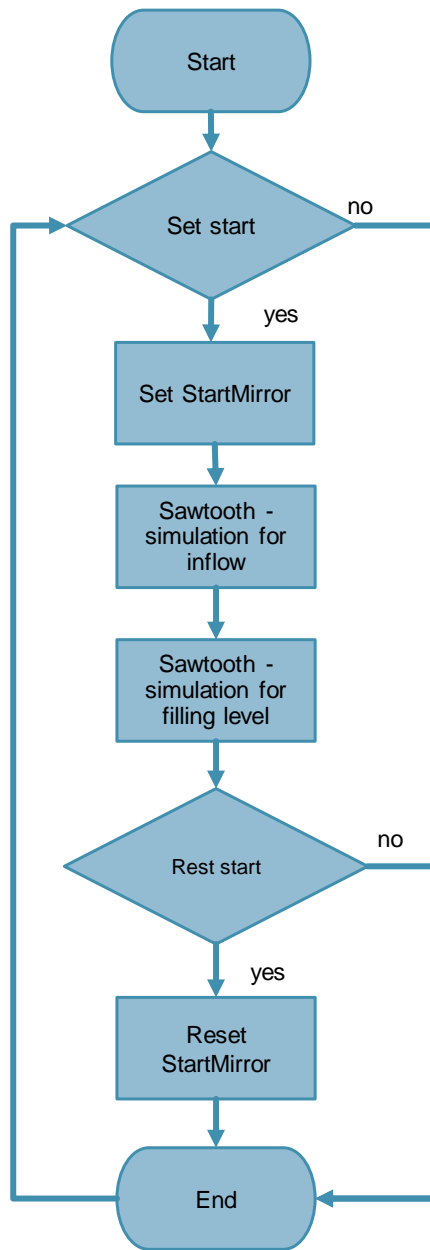 Start
Set start
no
yes
Set StartMirror
Sawtooth -
simulation for
inflow
Sawtooth -
simulation for
filling level
Rest start
no
yes
Reset
StartMirror
End